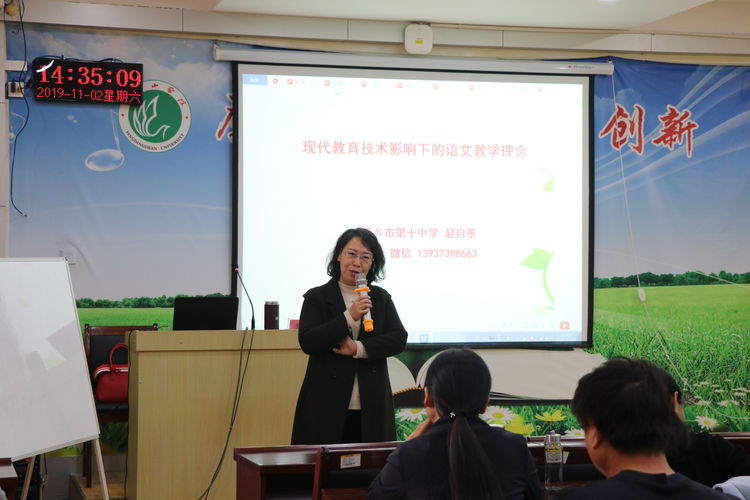 14:35:09
2019-11-02星期六
PINGDINGSHAN UNIVERSITY
创新
现代教育技术影响下的语文教学理念
乡市第十中学 赵自景
微信 13937398663